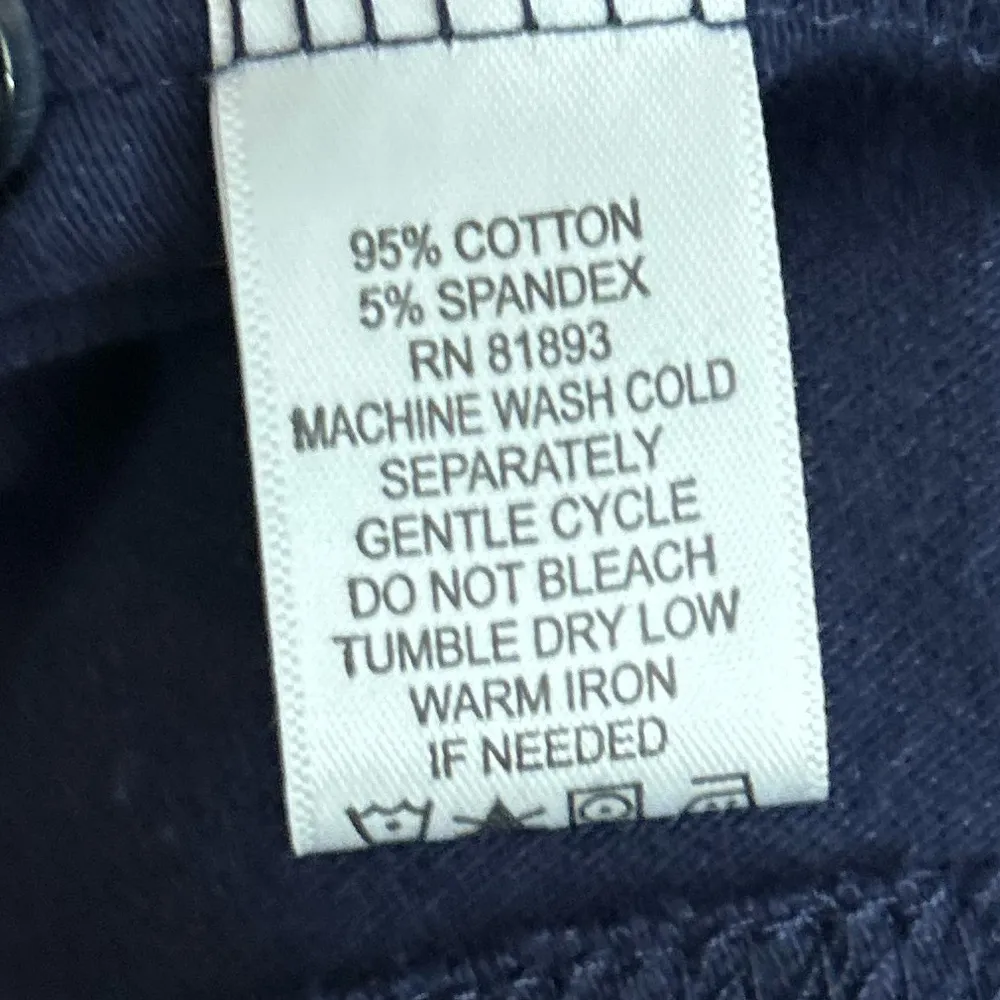 95% COTTON
5% SPANDEX
RN 81893
MACHINE WASH COLD
SEPARATELY
GENTLE CYCLE
DO NOT BLEACH
TUMBLE DRY LOW
WARM IRON
IF NEEDED